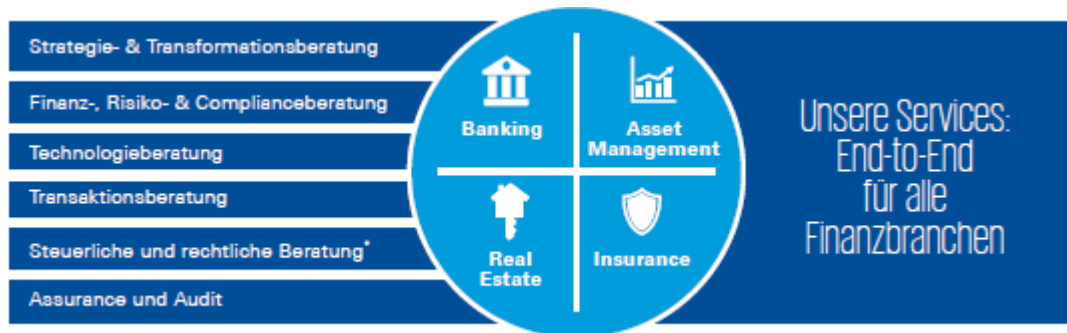 Strategie- & Transformationsberatung
Finanz-, Risiko- & Complianceberatung
Technologieberatung
Transaktionsberatung
Steuerliche und rechtliche Beratung*
Assurance und Audit
Banking
Asset
Management
Real
Estate
Insurance
Unsere Services:
End-to-End
für alle
Finanzbranchen